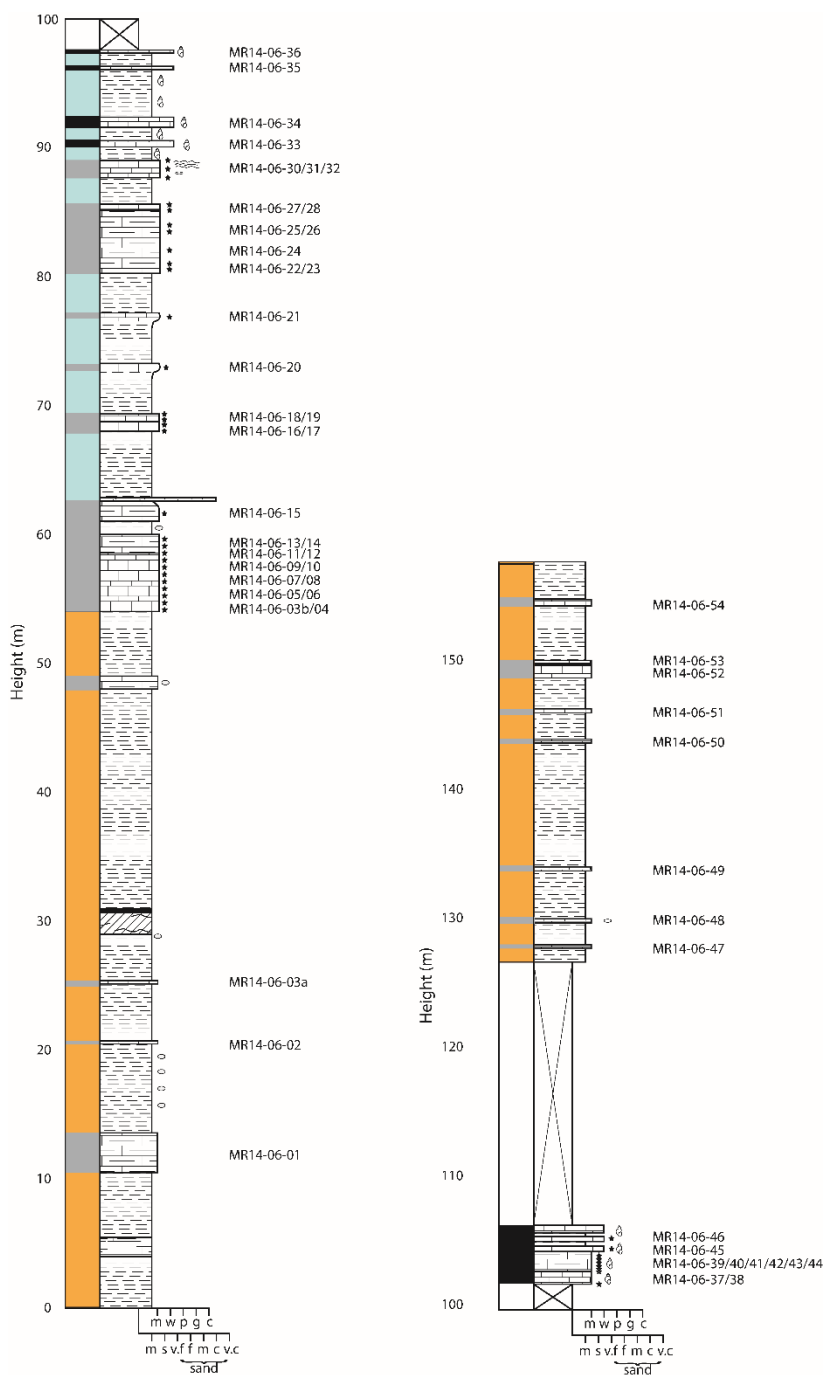 100
MR14-06-36
MR14-06-35
MR14-06-34
MR14-06-33
90
MR14-06-30/31/32
MR14-06-27/28
MR14-06-25/26
MR14-06-24
MR14-06-22/23
80
MR14-06-21
MR14-06-20
70
MR14-06-18/19
MR14-06-16/17
MR14-06-15
60
MR14-06-13/14
MR14-06-11/12
MR14-06-09/10
MR14-06-07/08
MR14-06-05/06
MR14-06-03b/04
Height (m)
50
40
30
MR14-06-03a
20
MR14-06-02
MR14-06-01
10
0
m w p g c
m s v.f f m c v.c
sand
MR14-06-54
150
MR14-06-53
MR14-06-52
MR14-06-51
MR14-06-50
140
MR14-06-49
130
MR14-06-48
MR14-06-47
Height (m)
120
110
MR14-06-46
MR14-06-45
MR14-06-39/40/41/42/43/44
MR14-06-37/38
100
m w p g c
m s v.f f m c v.c
sand